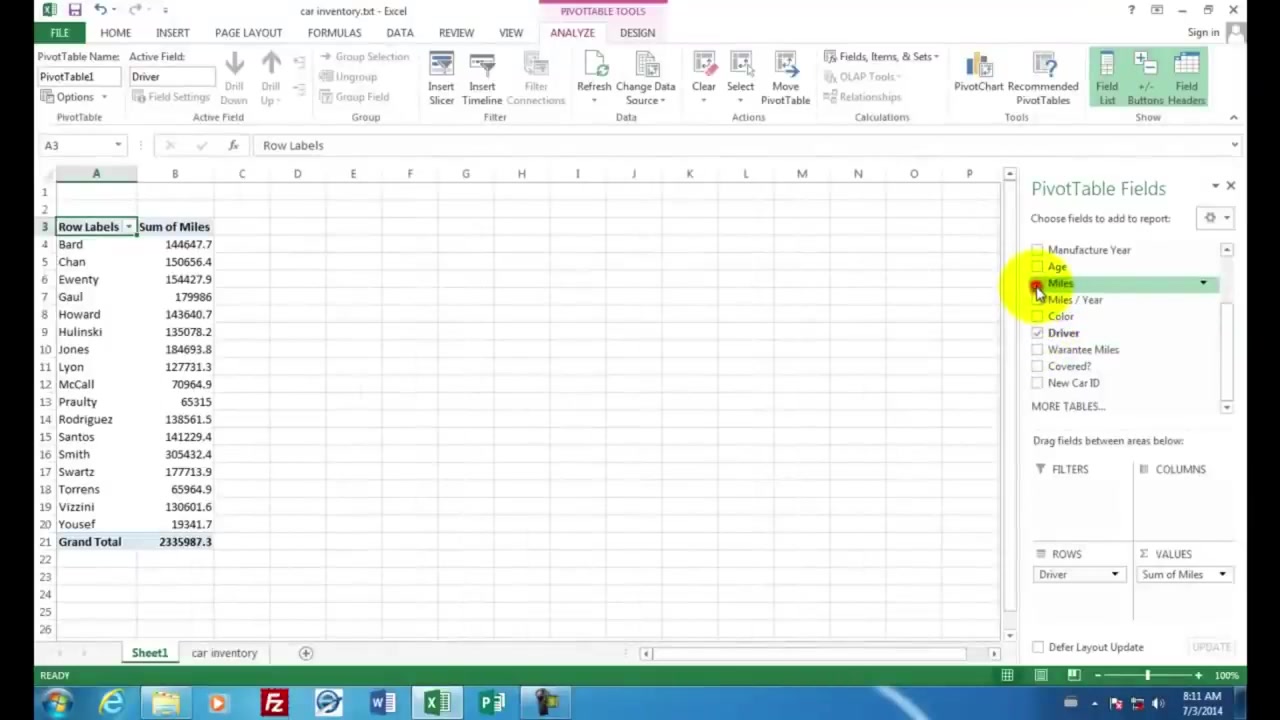 car inventory.txt - Excel
PIVOTTABLE TOOLS
?
FILE HOME INSERT PAGE LAYOUT FORMULAS DATA REVIEW VIEW ANALYZE DESIGN Sign in
PivotTable Name:
PivotTable1
Options
PivotTable
Active Field:
Driver
Field Settings
Drill Down
Drill Up
Active Field
Group Selection
Ungroup
Group Field
Group
Insert Slicer
Insert Timeline
Filter Connections
Filter
Refresh
Change Data Source
Data
Clear
Select
Move PivotTable
Actions
Fields, Items, & Sets
OLAP Tools
Relationships
Calculations
PivotChart
Recommended PivotTables
Tools
Field List
+/- Buttons
Field Headers
Show
A3 fx Row Labels
A B C D E F G H I J K L M N O P
1
2
3 Row Labels Sum of Miles
4 Bard 144647.7
5 Chan 150656.4
6 Ewenty 154427.9
7 Gaul 179986
8 Howard 143640.7
9 Hulinski 135078.2
10 Jones 184693.8
11 Lyon 127731.3
12 McCall 70964.9
13 Praulty 65315
14 Rodriguez 138561.5
15 Santos 141229.4
16 Smith 305432.4
17 Swartz 177713.9
18 Torrens 65964.9
19 Vizzini 130601.6
20 Yousef 19341.7
21 Grand Total 2335987.3
22
23
24
25
26
PivotTable Fields
Choose fields to add to report:
Manufacture Year
Age
Miles
Miles / Year
Color
Driver
Warantee Miles
Covered?
New Car ID
MORE TABLES...
Drag fields between areas below:
FILTERS COLUMNS
ROWS Σ VALUES
Driver Sum of Miles
Defer Layout Update UPDATE
Sheet1 car inventory
READY 100%
8:11 AM
7/3/2014